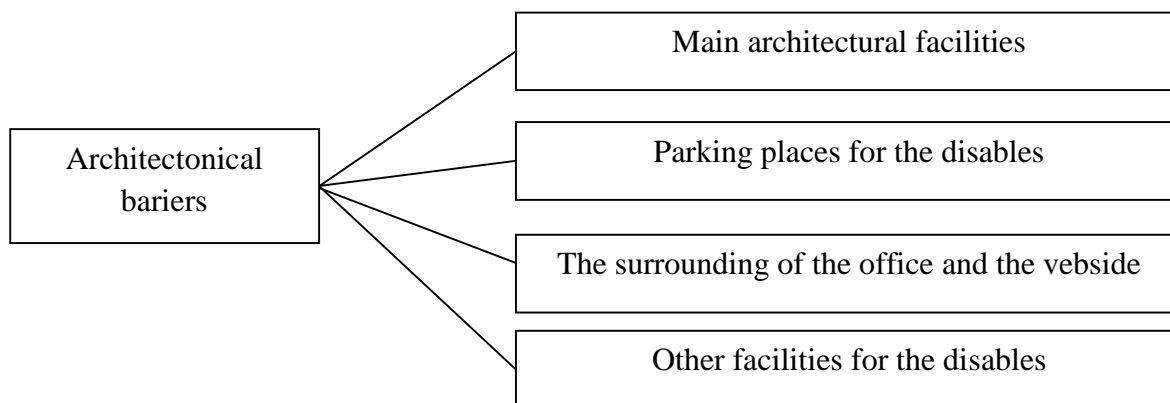 Main architectural facilities
Architectonical
bariers
Parking places for the disables
The surrounding of the office and the vebside
Other facilities for the disables